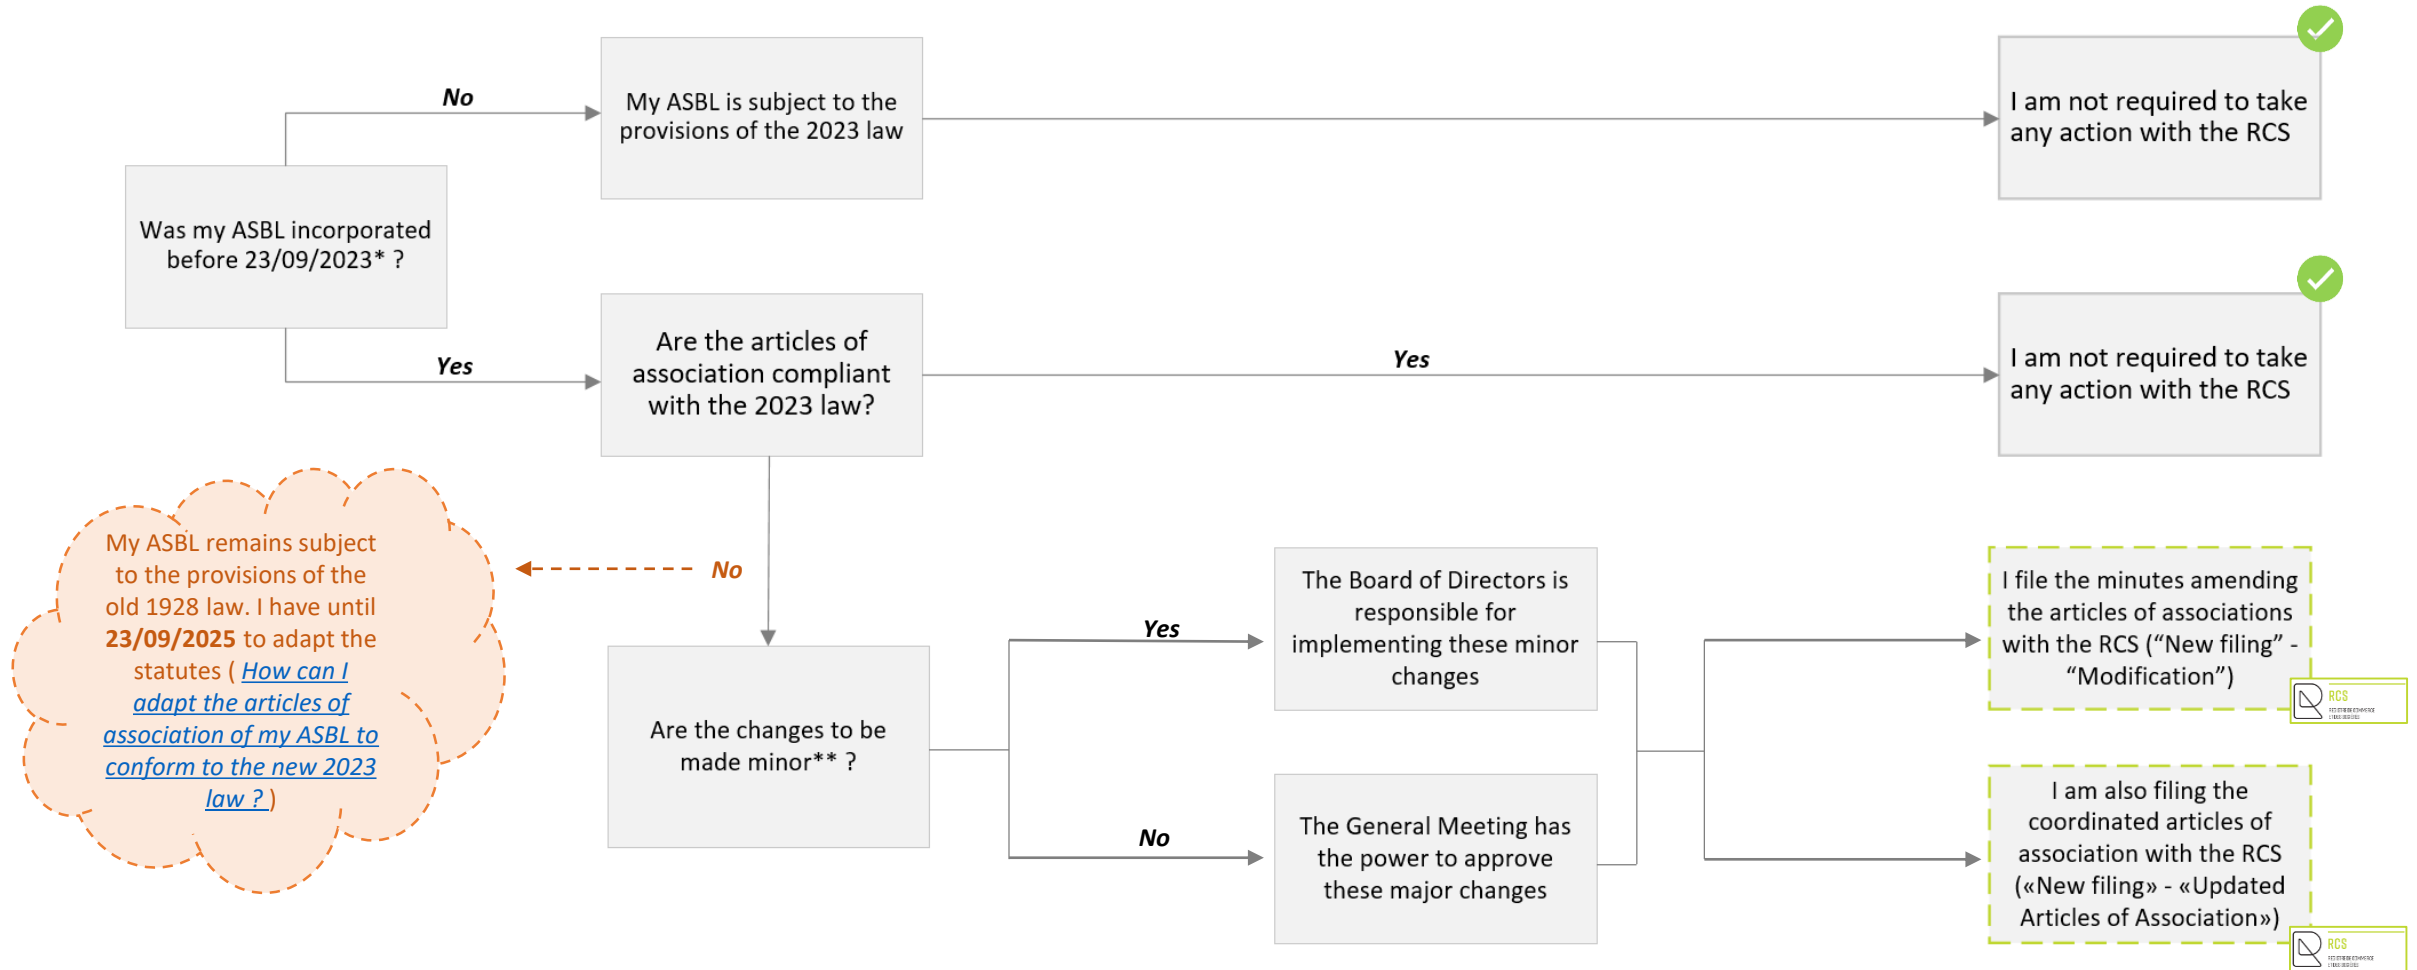 No
My ASBL is subject to the
provisions of the 2023 law
I am not required to take
any action with the RCS
Was my ASBL incorporated
before 23/09/2023* ?
Yes
Are the articles of
association compliant
with the 2023 law?
Yes
I am not required to take
any action with the RCS
My ASBL remains subject
to the provisions of the
old 1928 law. I have until
23/09/2025 to adapt the
statutes ( How can I
adapt the articles of
association of my ASBL to
conform to the new 2023
law ? )
No
Are the changes to be
made minor** ?
Yes
The Board of Directors is
responsible for
implementing these minor
changes
No
The General Meeting has
the power to approve
these major changes
I file the minutes amending
the articles of associations
with the RCS (“New filing” -
“Modification”)
RCS
I am also filing the
coordinated articles of
association with the RCS
(«New filing» - «Updated
Articles of Association»)
RCS